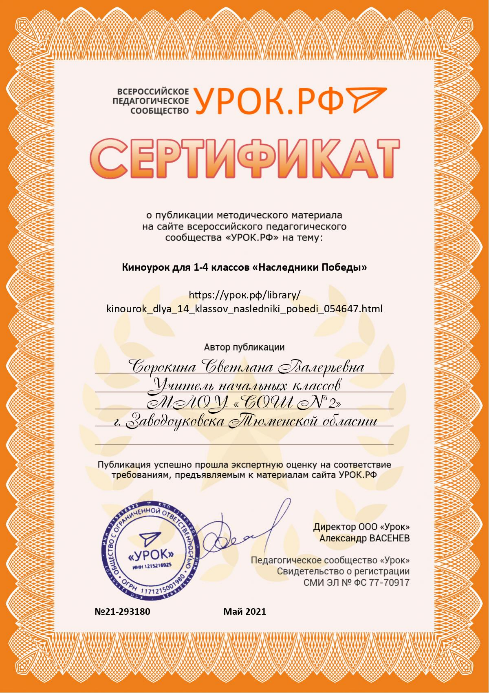 ВСЕРОССИЙСКОЕ
ПЕДАГОГИЧЕСКОЕ
СООБЩЕСТВО
УРОК.РФ
СЕРТИФИКАТ
о публикации методического материала
на сайте всероссийского педагогического
сообщества «УРОК.РФ» на тему:
Киноурок для 1-4 классов «Наследники Победы»
https://урок.рф/library/
kinourok_dlya_14_klassov_nasledniki_pobedi_054647.html
Автор публикации
Сорокина Светлана Валерьевна
Учитель начальных классов
МАОУ «СОШ № 2»
г. Заводоуковска Тюменской области
Публикация успешно прошла экспертную оценку на соответствие
требованиям, предъявляемым к материалам сайта УРОК.РФ
ОБЩЕСТВО С ОГРАНИЧЕННОЙ ОТВЕТСТВЕННОСТЬЮ
«УРОК»
Директор ООО «Урок»
Александр ВАСЕНЕВ
Педагогическое сообщество «Урок»
Свидетельство о регистрации
СМИ ЭЛ № ФС 77-70917
№21-293180
Май 2021